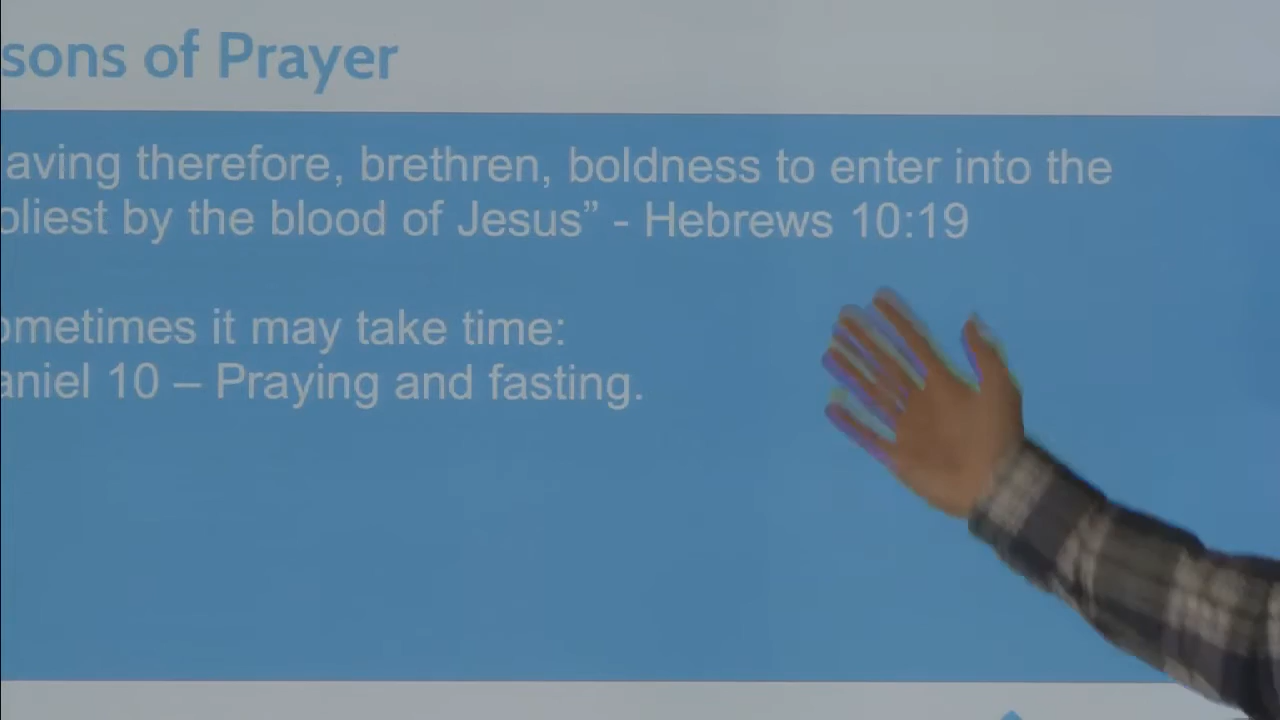 sons of Prayer
aving therefore, brethren, boldness to enter into the
oliest by the blood of Jesus” - Hebrews 10:19
ometimes it may take time:
aniel 10 – Praying and fasting.